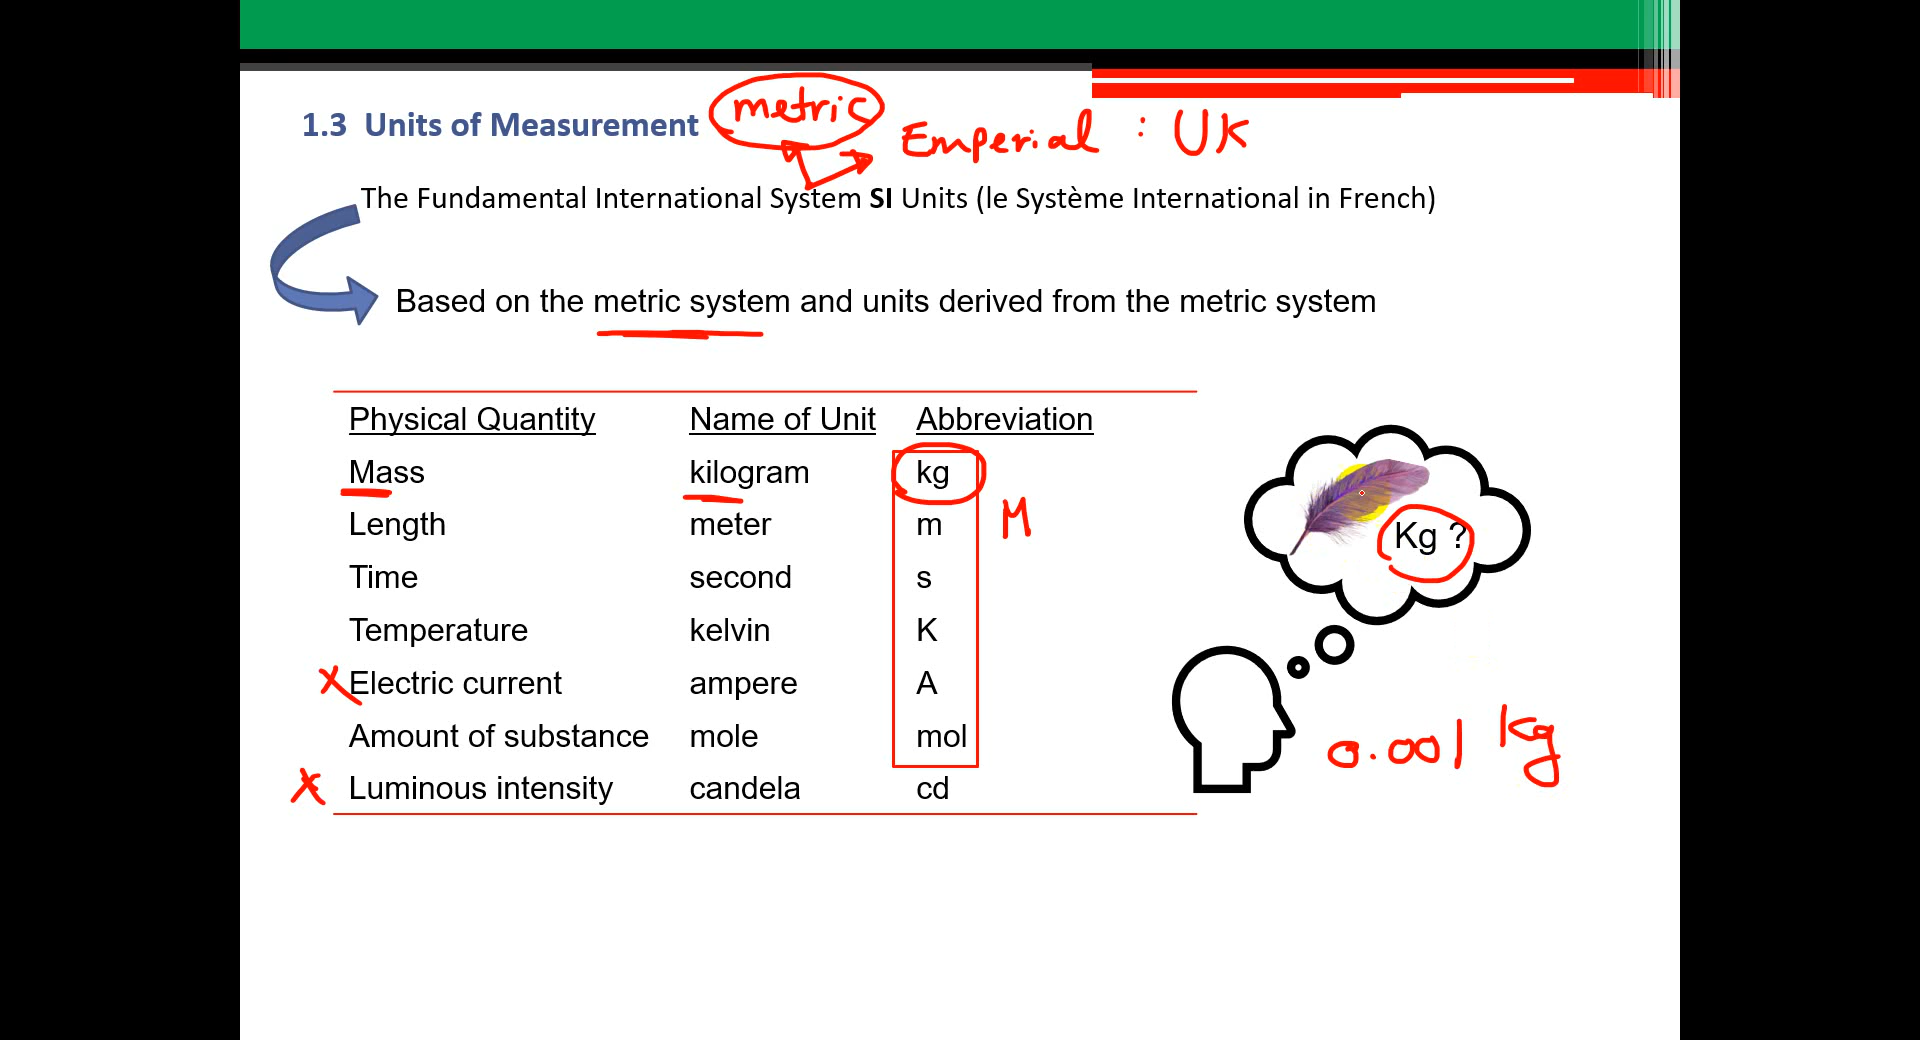 metric
1.3 Units of Measurement
Emperial : UK
The Fundamental International System SI Units (le Système International in French)
Based on the metric system and units derived from the metric system
Physical Quantity Name of Unit Abbreviation
Mass kilogram kg
Length meter m M
Time second s
Temperature kelvin K
x Electric current ampere A
Amount of substance mole mol
x Luminous intensity candela cd
Kg ?
0.001 kg